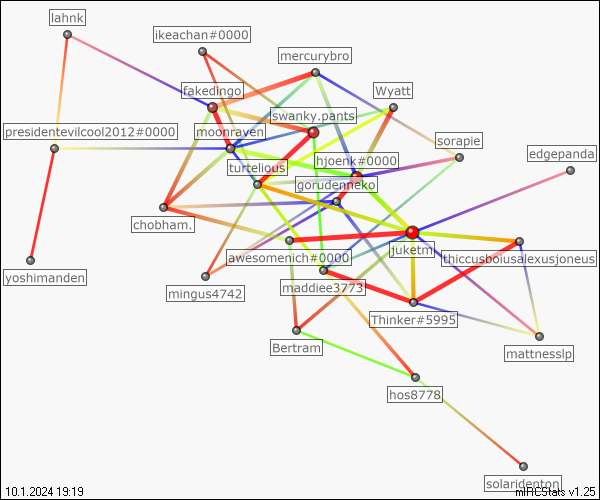 lahnk
ikeachan#0000
mercurybro
fakedingo
Wyatt
swanky.pants
presidentevilcool2012#0000
moonraven
sorapie
edgepanda
turtelious
hjoenk#0000
gorudenneko
chobham.
juketn
awesomenich#0000
thiccusboiusalexusjoneus
yoshimanden
mingus4742
maddiee3773
Thinker#5995
Bertram
mattnesslp
hos8778
solaridenton
10.1.2024 19:19
mIRCStats v1.25